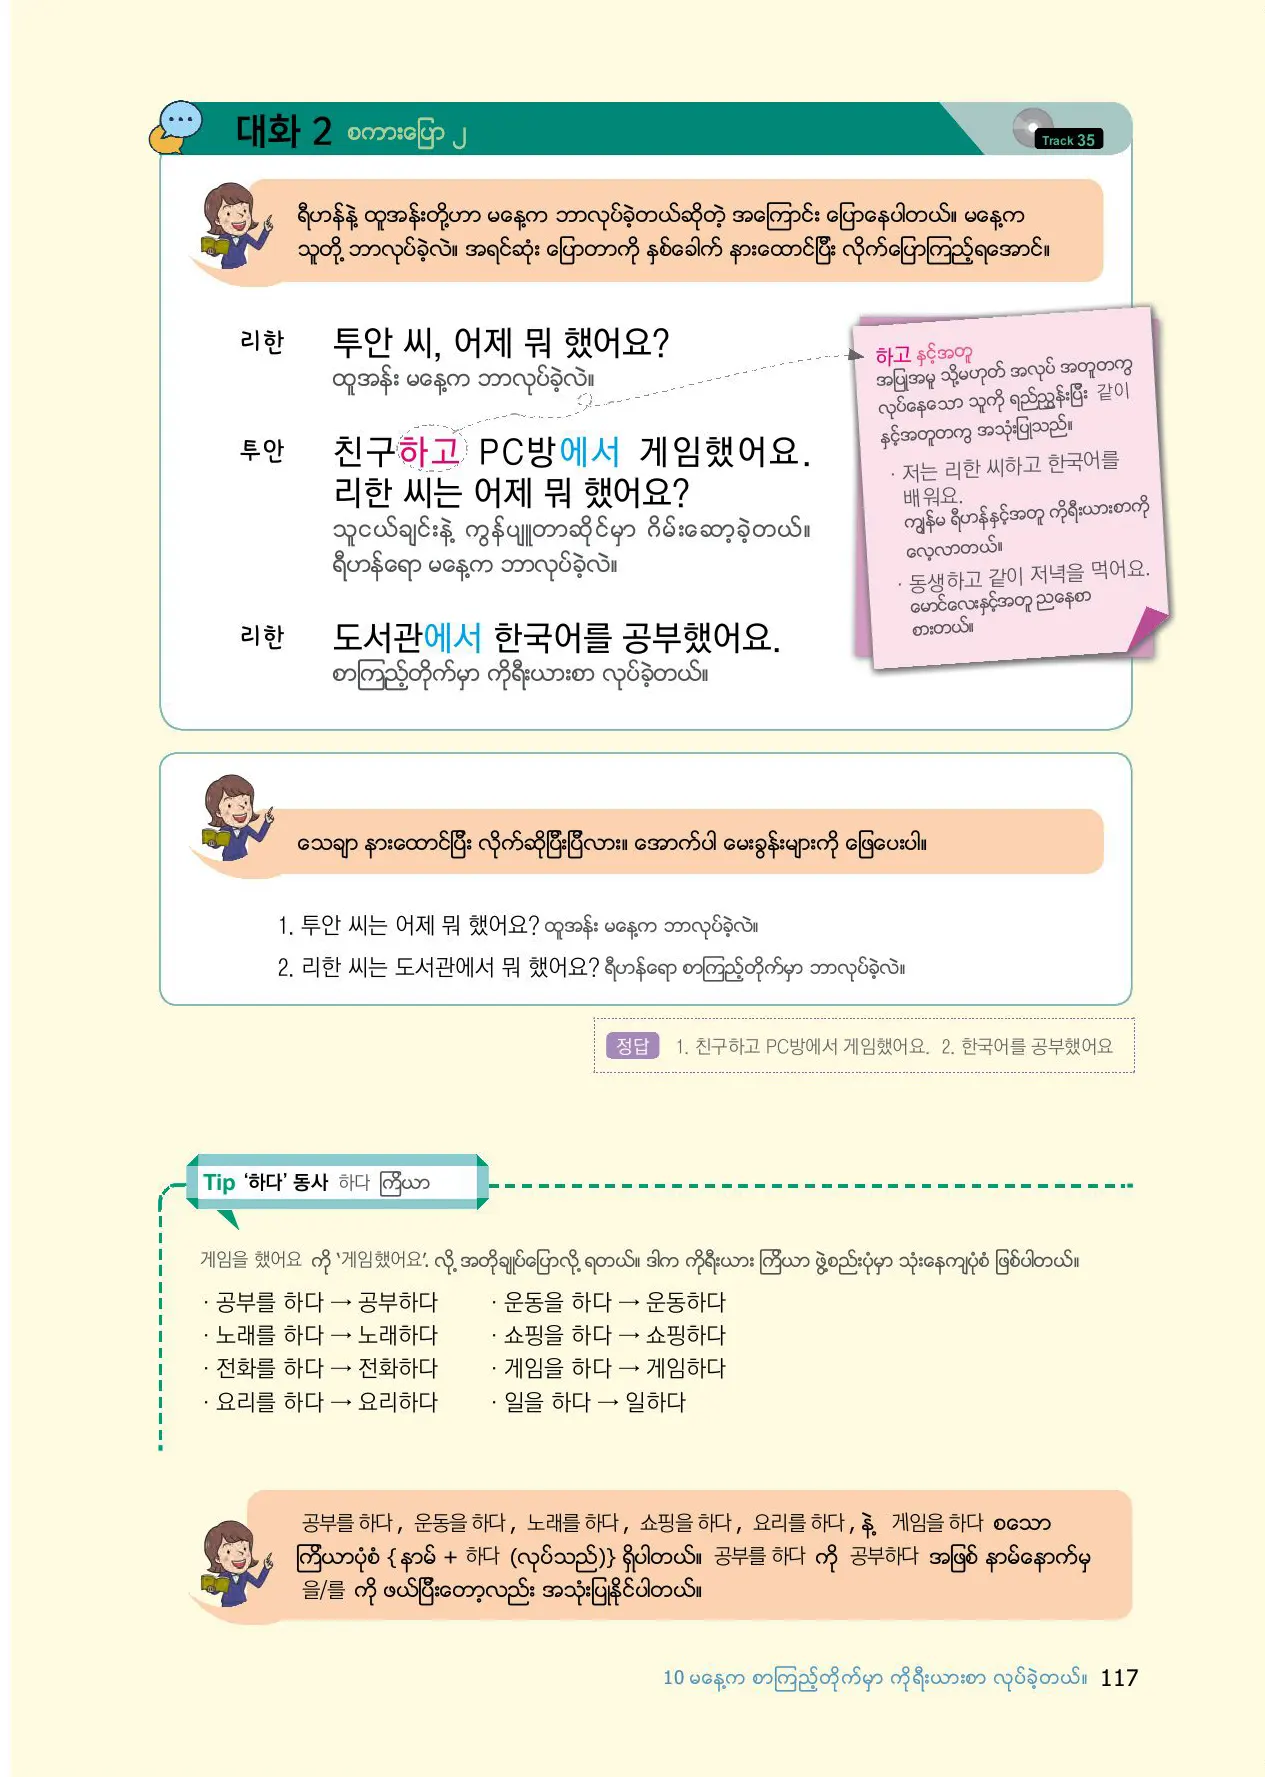 대화 2 စကားပြော ၂
Track 35
ရီဟန်နဲ့ ထူအန်းတို့ဟာ မနေ့က ဘာလုပ်ခဲ့တယ်ဆိုတဲ့ အကြောင်း ပြောနေပါတယ်။ မနေ့က
သူတို့ ဘာလုပ်ခဲ့လဲ။ အရင်ဆုံး ပြောတာကို နှစ်ခေါက် နားထောင်ပြီး လိုက်ပြောကြည့်ရအောင်။
리한 투안 씨, 어제 뭐 했어요?
ထူအန်း မနေ့က ဘာလုပ်ခဲ့လဲ။
투안 친구하고 PC방에서 게임했어요.
리한 씨는 어제 뭐 했어요?
သူငယ်ချင်းနဲ့ ကွန်ပျူတာဆိုင်မှာ ဂိမ်းဆော့ခဲ့တယ်။
ရီဟန်ရော မနေ့က ဘာလုပ်ခဲ့လဲ။
리한 도서관에서 한국어를 공부했어요.
စာကြည့်တိုက်မှာ ကိုရီးယားစာ လုပ်ခဲ့တယ်။
하고 နှင့်အတူ
အပြုအမူ သို့မဟုတ် အလုပ် အတူတကွ
လုပ်နေသော သူကို ရည်ညွှန်းပြီး 같이
နှင့်အတူတကွ အသုံးပြုသည်။
· 저는 리한 씨하고 한국어를
배워요.
ကျွန်မ ရီဟန်နှင့်အတူ ကိုရီးယားစာကို
လေ့လာတယ်။
· 동생하고 같이 저녁을 먹어요.
မောင်လေးနှင့်အတူ ညနေစာ
စားတယ်။
သေချာ နားထောင်ပြီး လိုက်ဆိုပြီးပြီလား။ အောက်ပါ မေးခွန်းများကို ဖြေပေးပါ။
1. 투안 씨는 어제 뭐 했어요? ထူအန်း မနေ့က ဘာလုပ်ခဲ့လဲ။
2. 리한 씨는 도서관에서 뭐 했어요? ရီဟန်ရော စာကြည့်တိုက်မှာ ဘာလုပ်ခဲ့လဲ။
정답 1. 친구하고 PC방에서 게임했어요. 2. 한국어를 공부했어요
Tip ‘하다’ 동사 하다 ကြိယာ
게임을 했어요 ကို ‘게임했어요’. လို့ အတိုချုပ်ပြောလို့ ရတယ်။ ဒါက ကိုရီးယား ကြိယာ ဖွဲ့စည်းပုံမှာ သုံးနေကျပုံစံ ဖြစ်ပါတယ်။
· 공부를 하다 → 공부하다 · 운동을 하다 → 운동하다
· 노래를 하다 → 노래하다 · 쇼핑을 하다 → 쇼핑하다
· 전화를 하다 → 전화하다 · 게임을 하다 → 게임하다
· 요리를 하다 → 요리하다 · 일을 하다 → 일하다
공부를 하다 , 운동을 하다 , 노래를 하다 , 쇼핑을 하다 , 요리를 하다 , နဲ့ 게임을 하다 စသော
ကြိယာပုံစံ { နာမ် + 하다 (လုပ်သည်)} ရှိပါတယ်။ 공부를 하다 ကို 공부하다 အဖြစ် နာမ်နောက်မှ
을/를 ကို ဖယ်ပြီးတော့လည်း အသုံးပြုနိုင်ပါတယ်။
10 မနေ့က စာကြည့်တိုက်မှာ ကိုရီးယားစာ လုပ်ခဲ့တယ်။ 117